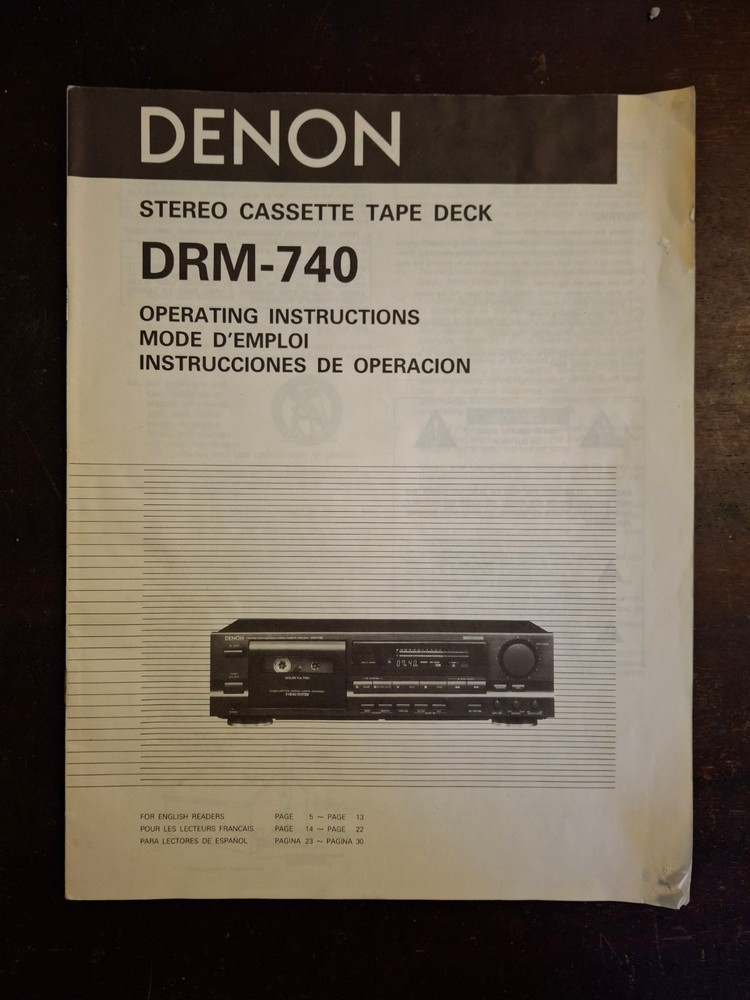 DENON
STEREO CASSETTE TAPE DECK
DRM-740
OPERATING INSTRUCTIONS
MODE D'EMPLOI
INSTRUCCIONES DE OPERACION
DENON
FOR ENGLISH READERS PAGE 5 ~ PAGE 13
POUR LES LECTEURS FRANCAIS PAGE 14 ~ PAGE 22
PARA LECTORES DE ESPAÑOL PAGINA 23 ~ PAGINA 30